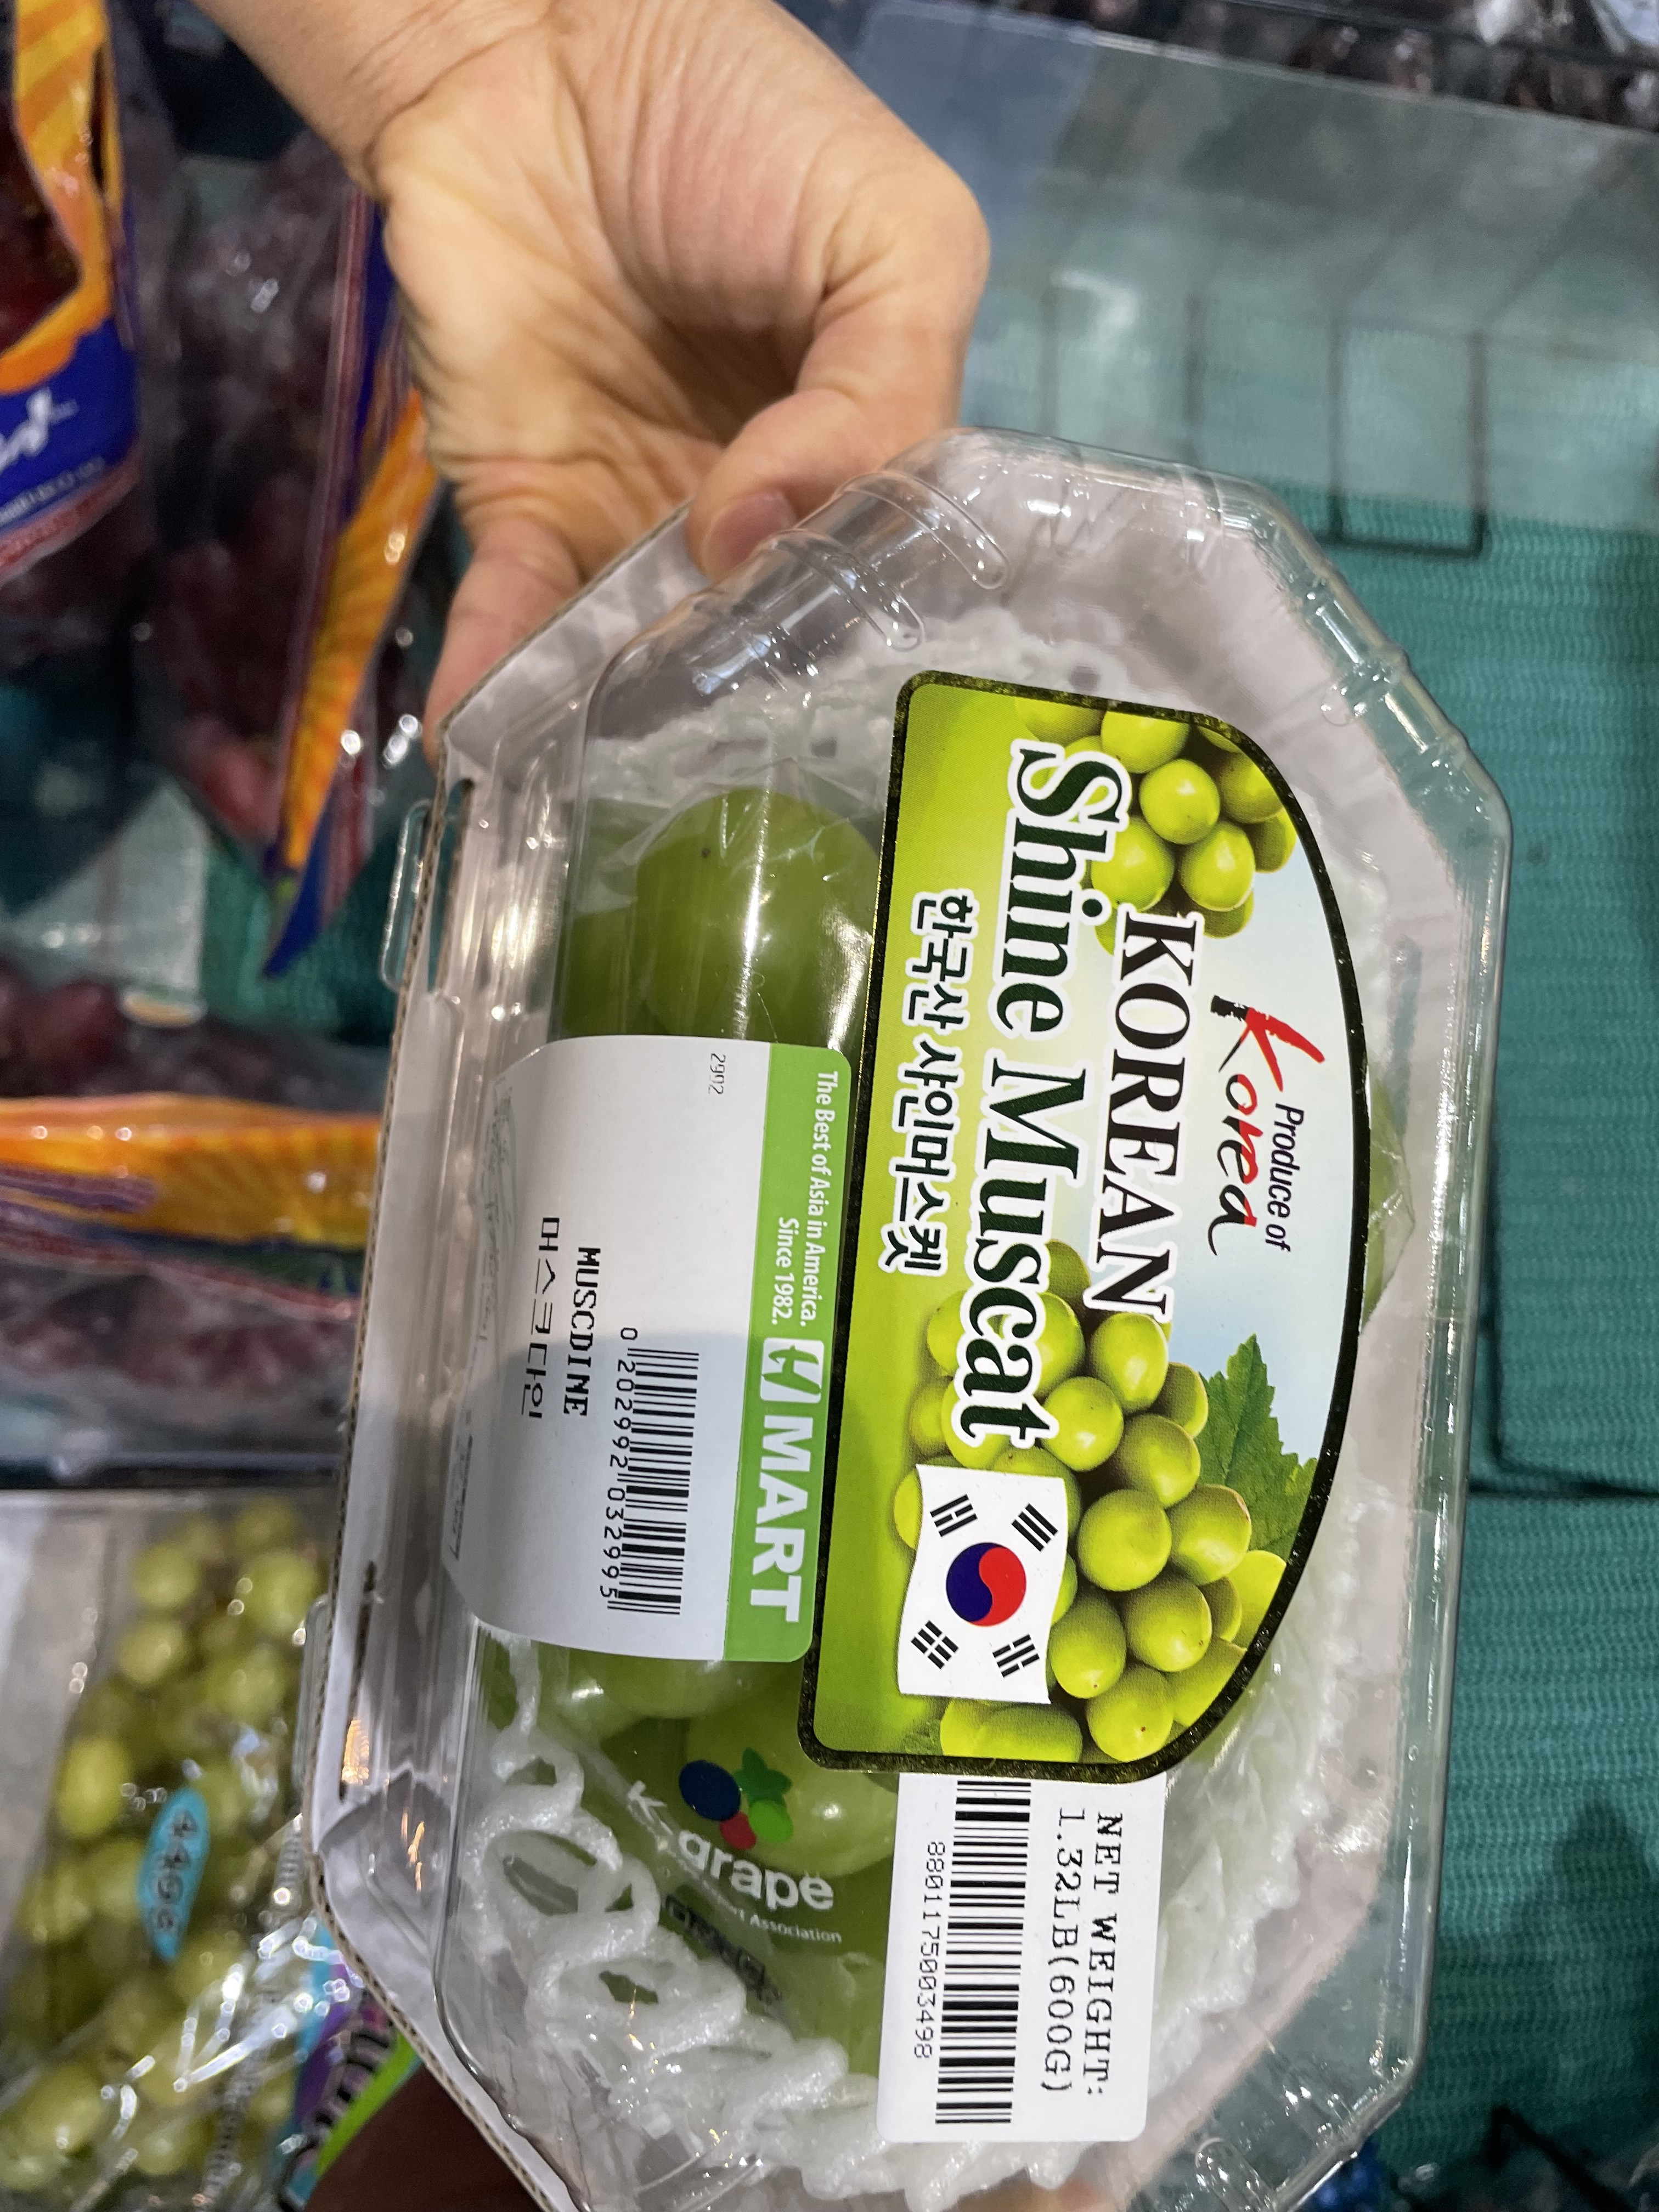 Produce of
Korea
KOREAN
Shine Muscat
한국산 샤인머스켓
NET WEIGHT:
1.32LB(600G)
8801175003498
The Best of Asia in America.
Since 1982.
H MART
2992
0 202992 032995
MUSCDINE
머스크다인
K-grape
Association
4498